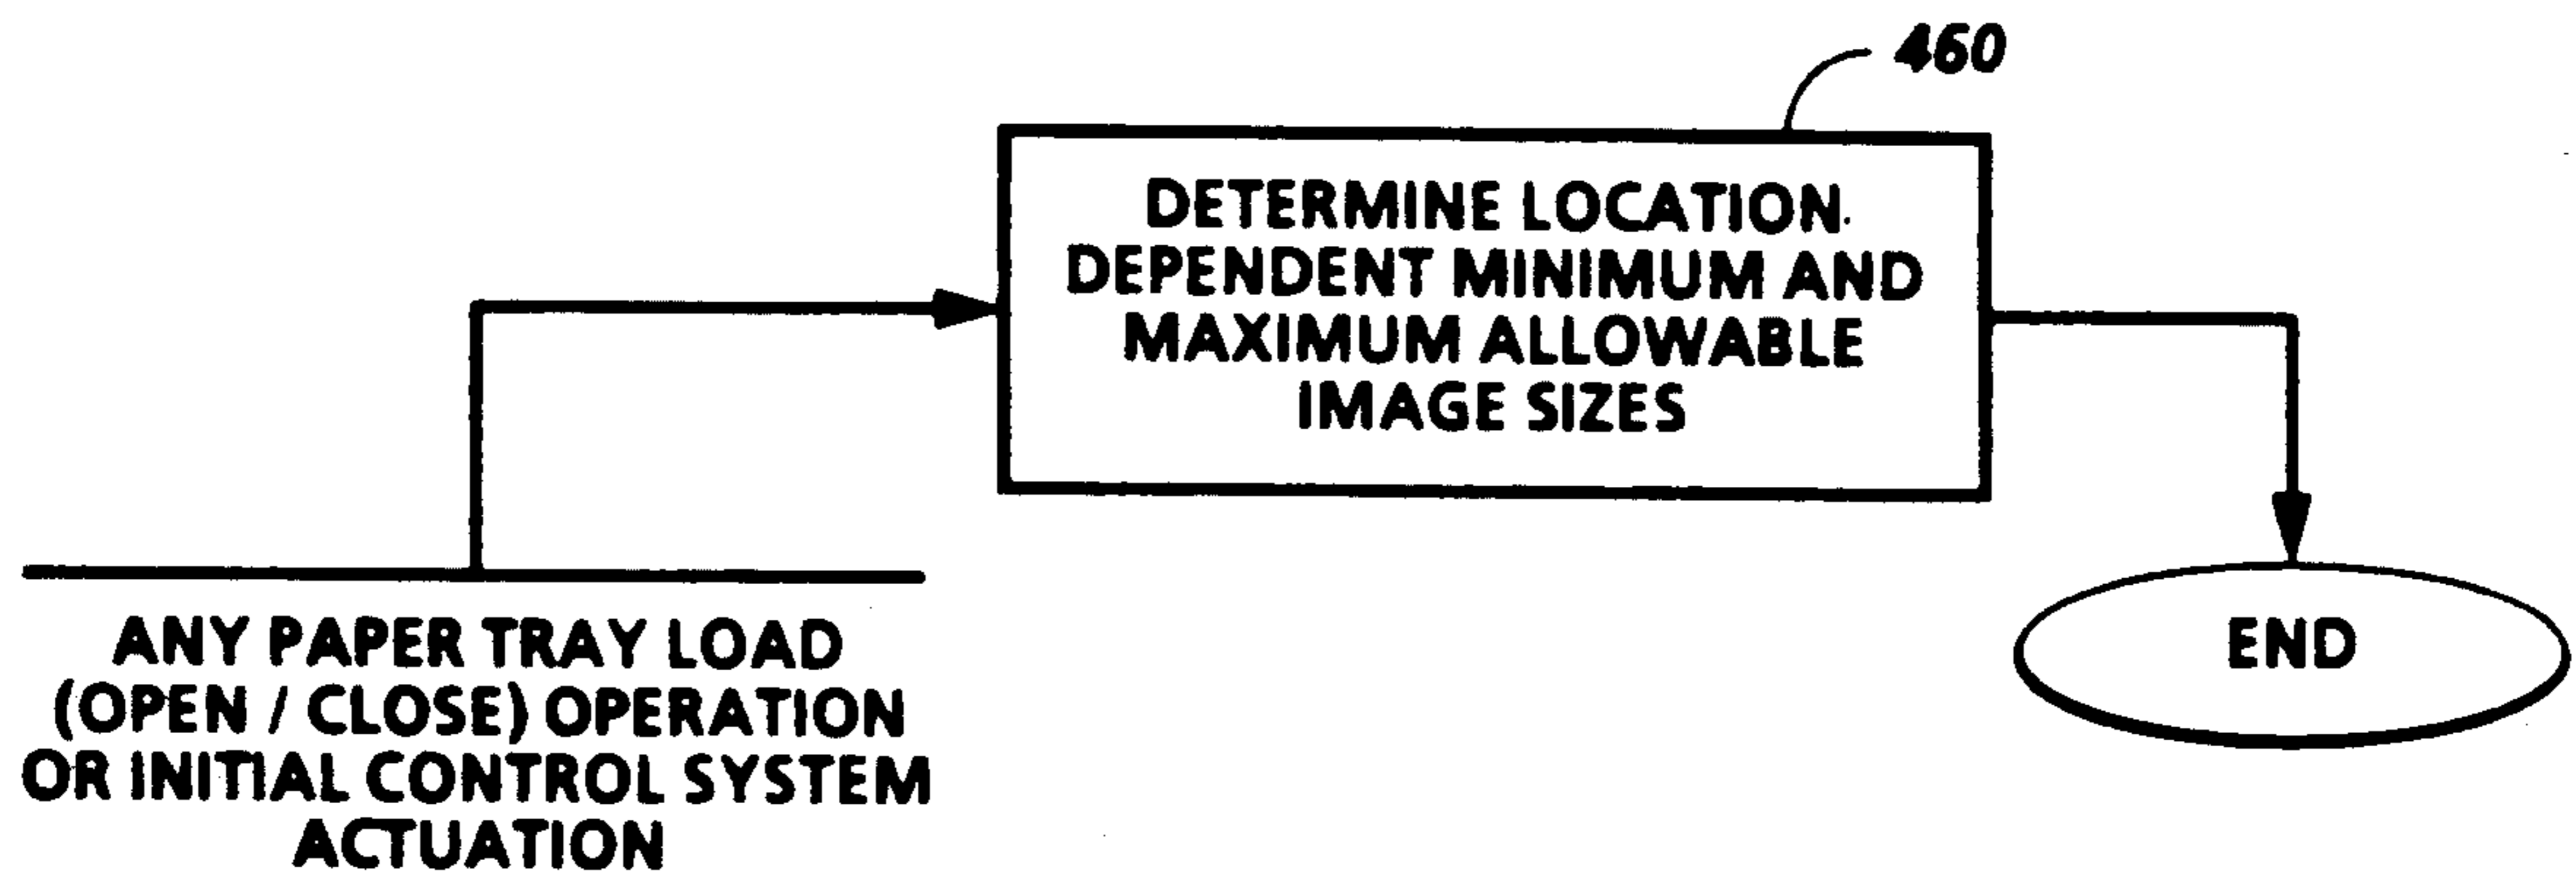 460
DETERMINE LOCATION
DEPENDENT MINIMUM AND
MAXIMUM ALLOWABLE
IMAGE SIZES
ANY PAPER TRAY LOAD
(OPEN / CLOSE) OPERATION
OR INITIAL CONTROL SYSTEM
ACTUATION
END